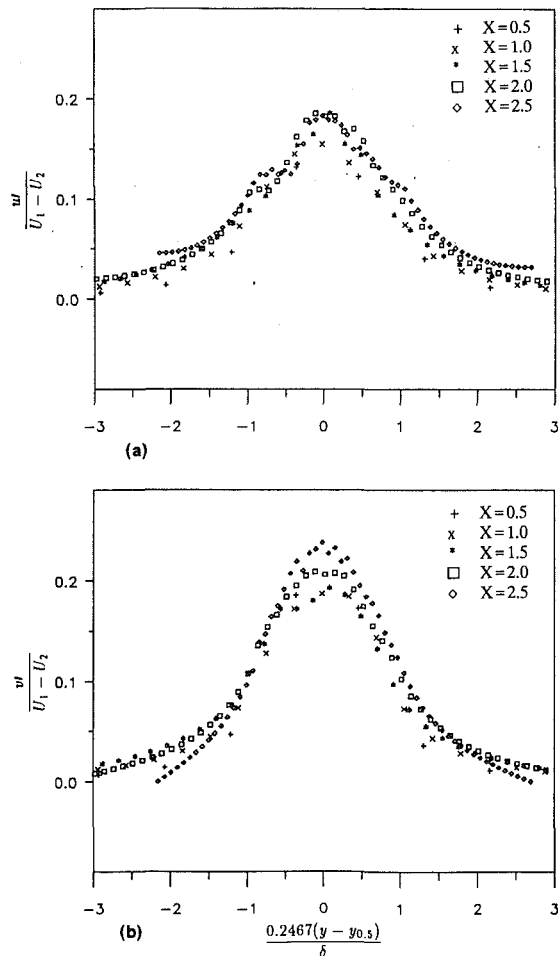 + X=0.5
x X=1.0
* X=1.5
□ X=2.0
◇ X=2.5
u'
U₁ − U₂
0.2
0.1
0.0
−3 −2 −1 0 1 2 3
(a)
+ X=0.5
x X=1.0
* X=1.5
□ X=2.0
◇ X=2.5
v'
U₁ − U₂
0.2
0.1
0.0
−3 −2 −1 0 1 2 3
(b)
0.2467(y − y₀.₅)
δ